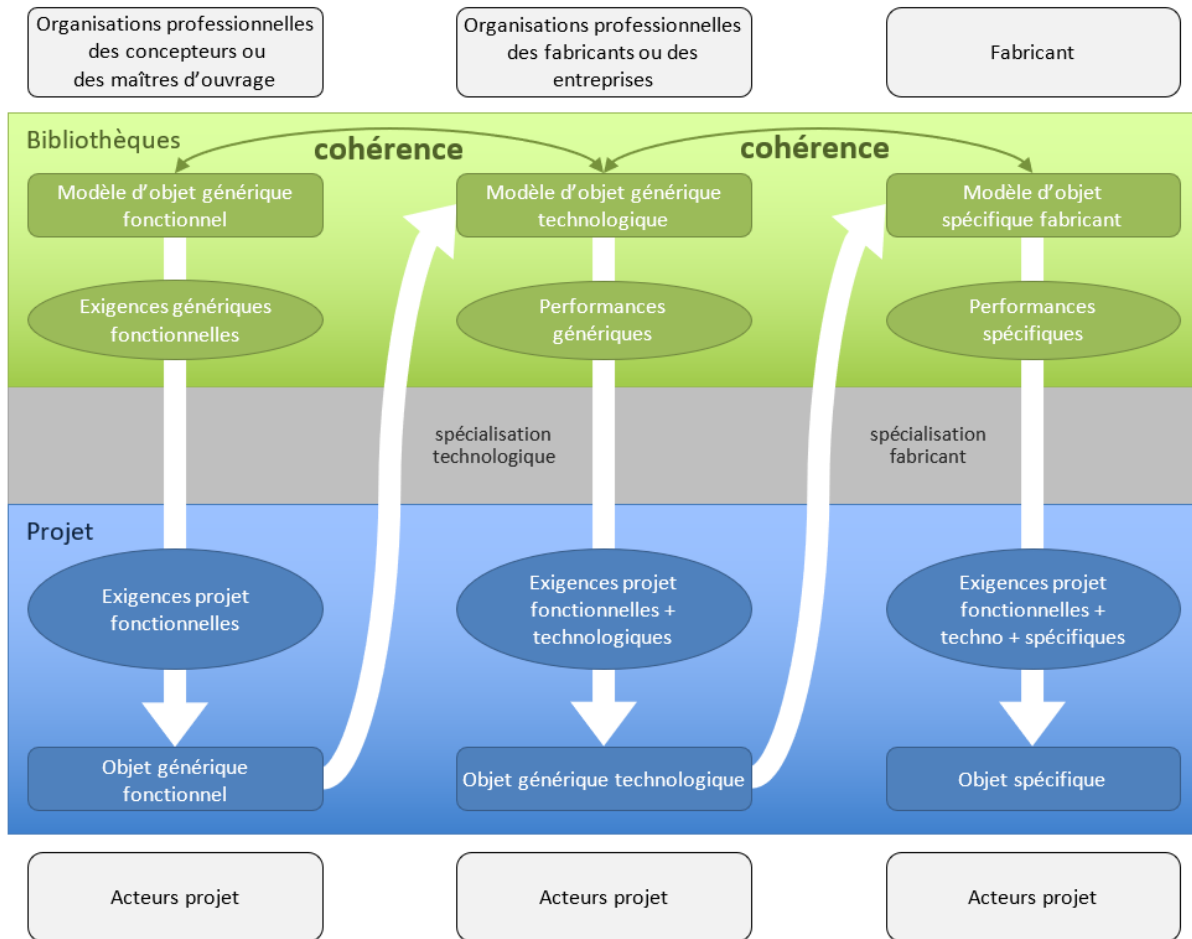 Organisations professionnelles
des concepteurs ou
des maîtres d'ouvrage
Organisations professionnelles
des fabricants ou des
entreprises
Fabricant
Bibliothèques
cohérence
cohérence
Modèle d'objet générique
fonctionnel
Modèle d'objet générique
technologique
Modèle d'objet
spécifique fabricant
Exigences génériques
fonctionnelles
Performances
génériques
Performances
spécifiques
spécialisation
technologique
spécialisation
fabricant
Projet
Exigences projet
fonctionnelles
Exigences projet
fonctionnelles +
technologiques
Exigences projet
fonctionnelles +
techno + spécifiques
Objet générique
fonctionnel
Objet générique technologique
Objet spécifique
Acteurs projet
Acteurs projet
Acteurs projet